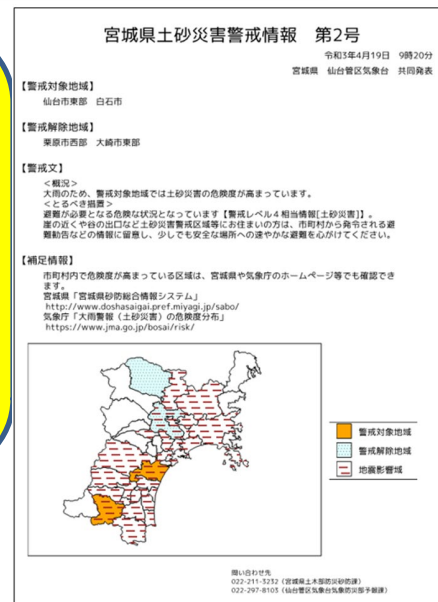 宮城県土砂災害警戒情報　第2号
令和3年4月19日　9時20分
宮城県　仙台管区気象台　共同発表
【警戒対象地域】
仙台市東部　白石市
【警戒解除地域】
栗原市西部　大崎市東部
【警戒文】
＜概況＞
大雨のため、警戒対象地域では土砂災害の危険度が高まっています。
＜とるべき措置＞
避難が必要となる危険な状況となっています【警戒レベル4相当情報[土砂災害]】。
崖の近くや谷の出口など土砂災害警戒区域等にお住まいの方は、市町村から発令される避
難勧告などの情報に留意し、少しでも安全な場所への速やかな避難を心がけてください。
【補足情報】
市町村内で危険度が高まっている区域は、宮城県や気象庁のホームページ等でも確認でき
ます。
宮城県「宮城県砂防総合情報システム」
http://www.doshasaigai.pref.miyagi.jp/sabo/
気象庁「大雨警報（土砂災害）の危険度分布」
https://www.jma.go.jp/bosai/risk/
警戒対象地域
警戒解除地域
地震影響域
問い合わせ先
022-211-3232（宮城県土木部防災砂防課）
022-297-8103（仙台管区気象台気象防災部予報課）